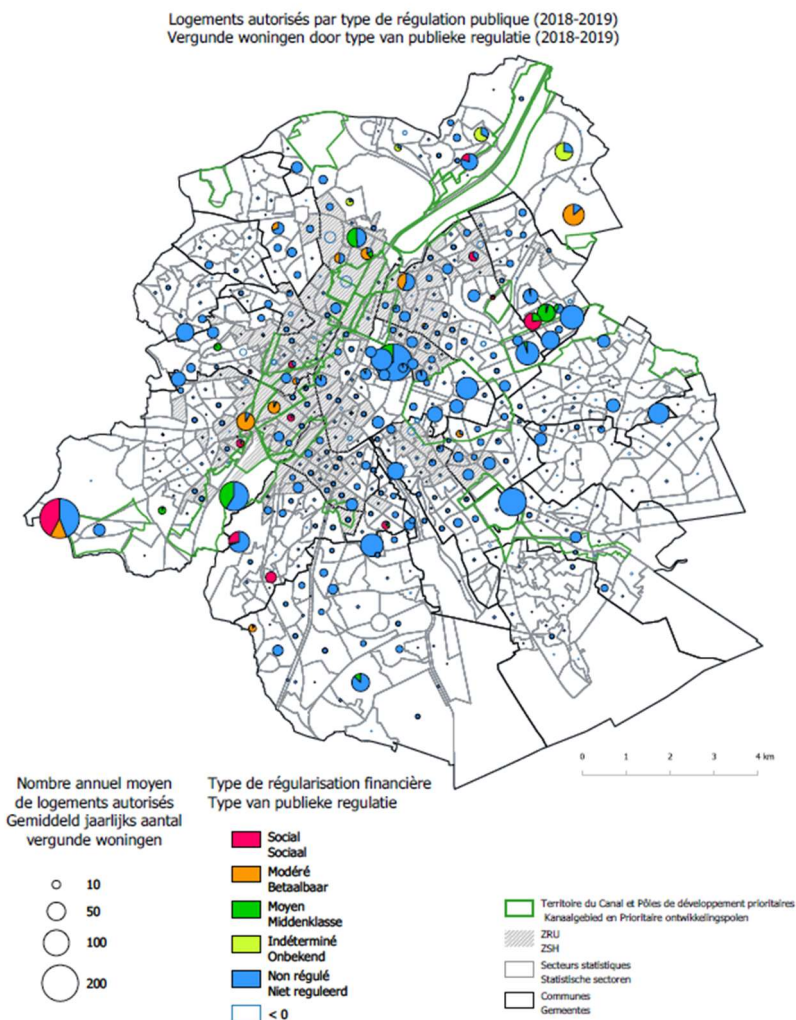 Logements autorisés par type de régulation publique (2018-2019)
Vergunde woningen door type van publieke regulatie (2018-2019)
0 1 2 3 4 km
Nombre annuel moyen
de logements autorisés
Gemiddeld jaarlijks aantal
vergunde woningen
10
50
100
200
Type de régularisation financière
Type van publieke regulatie
Social
Sociaal
Modéré
Betaalbaar
Moyen
Middenklasse
Indéterminé
Onbekend
Non régulé
Niet reguleerd
< 0
Territoire du Canal et Pôles de développement prioritaires
Kanaalgebied en Prioritaire ontwikkelingspolen
ZRU
ZSH
Secteurs statistiques
Statistische sectoren
Communes
Gemeentes